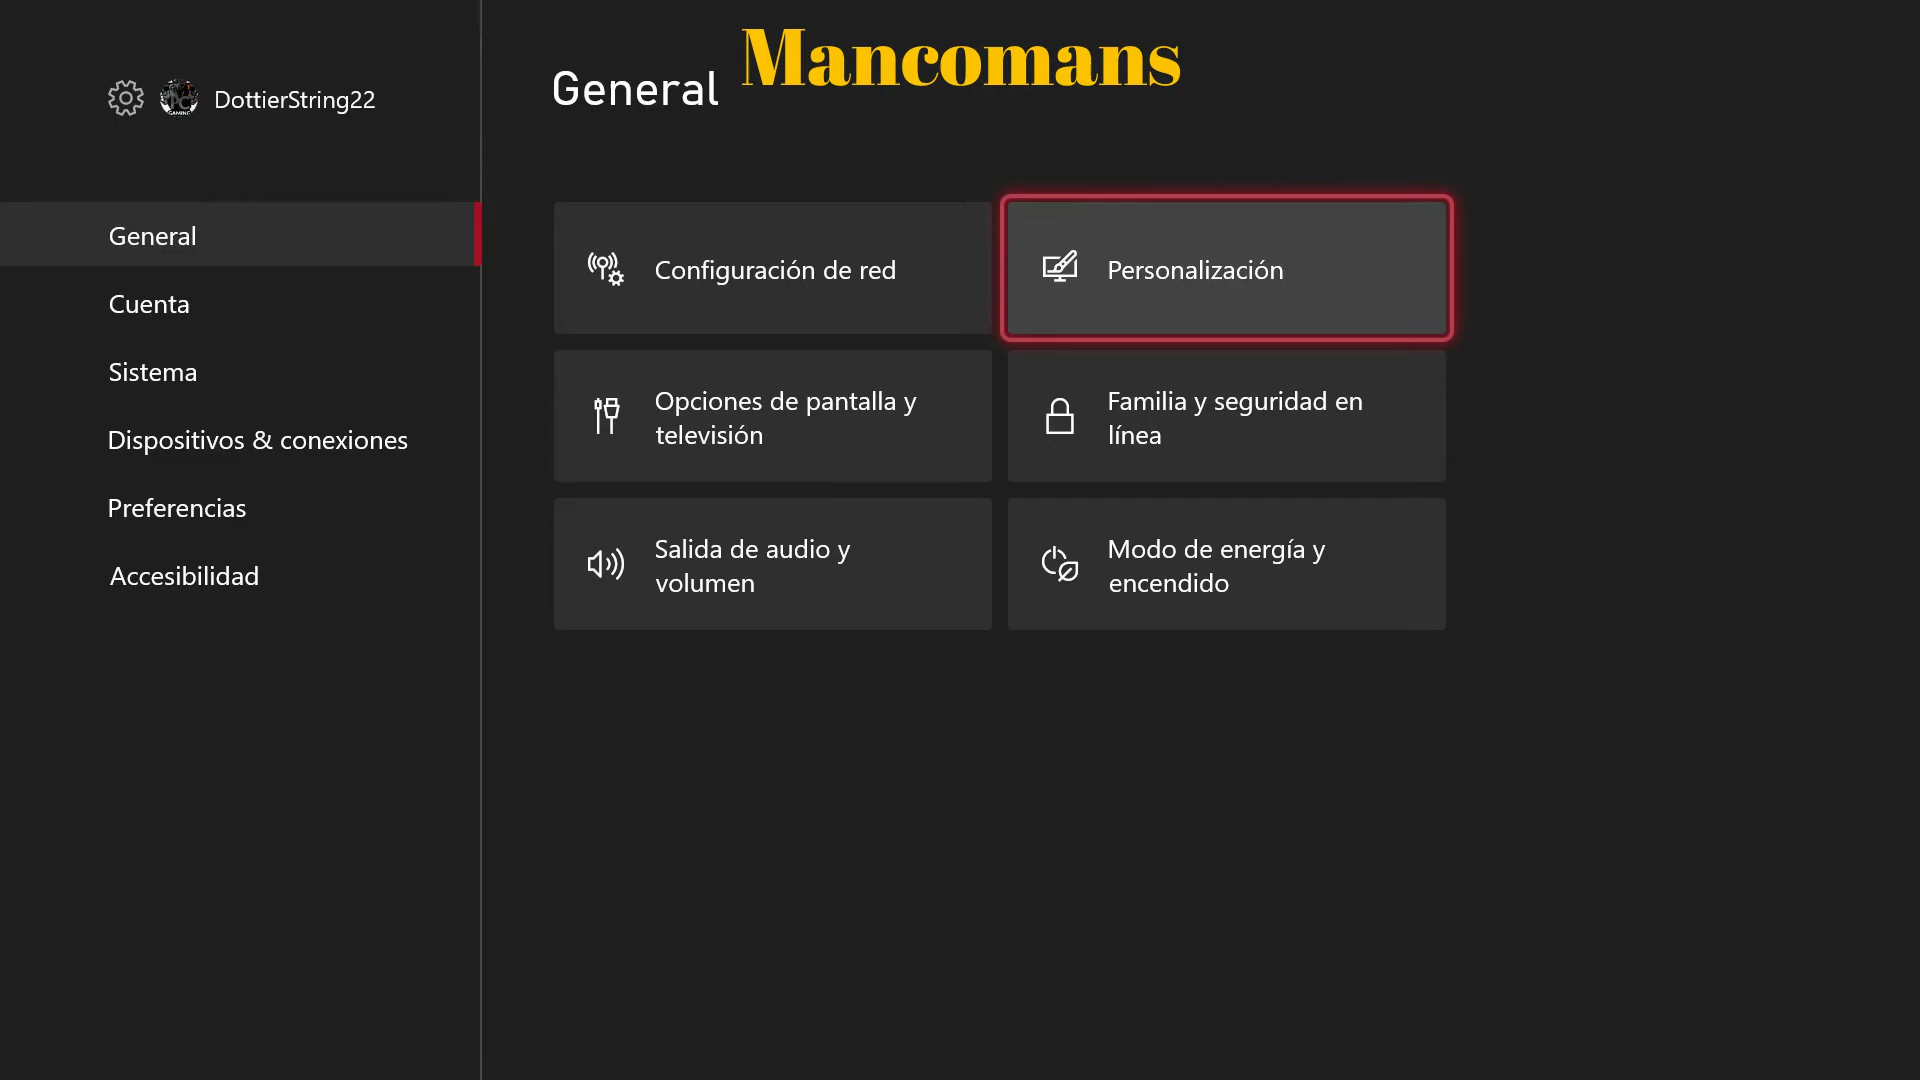 Mancomans
General
DottierString22
General
Cuenta
Sistema
Dispositivos & conexiones
Preferencias
Accesibilidad
Configuración de red
Personalización
Opciones de pantalla y
televisión
Familia y seguridad en
línea
Salida de audio y
volumen
Modo de energía y
encendido